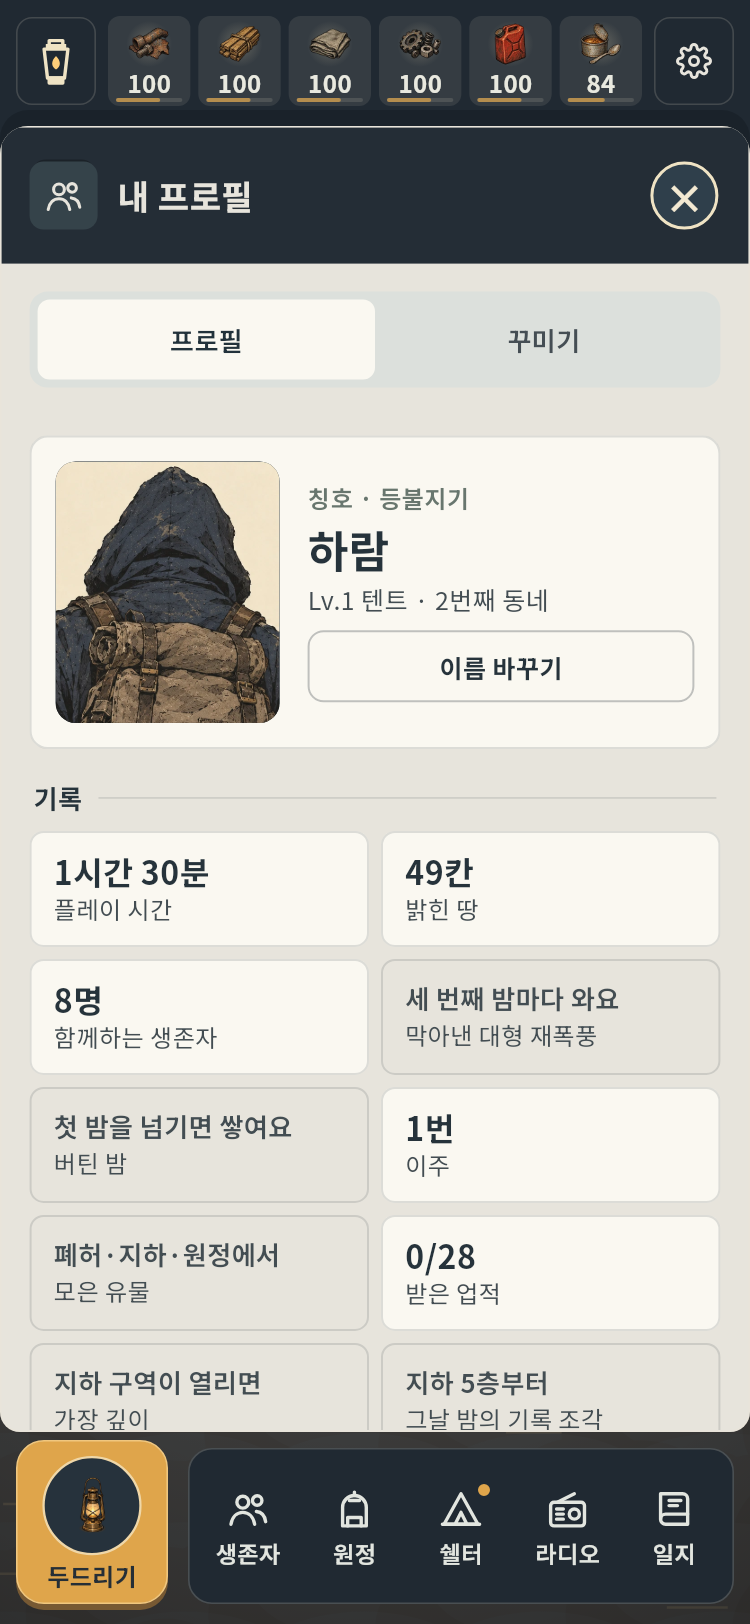 100 100 100 100 100 84
내 프로필
프로필 꾸미기
칭호 · 등불지기
하람
Lv.1 텐트 · 2번째 동네
이름 바꾸기
기록
1시간 30분
플레이 시간
49칸
밝힌 땅
8명
함께하는 생존자
세 번째 밤마다 와요
막아낸 대형 재폭풍
첫 밤을 넘기면 쌓여요
버틴 밤
1번
이주
폐허·지하·원정에서
모은 유물
0/28
받은 업적
지하 구역이 열리면
가장 깊이
지하 5층부터
그날 밤의 기록 조각
두드리기
생존자 원정 쉘터 라디오 일지